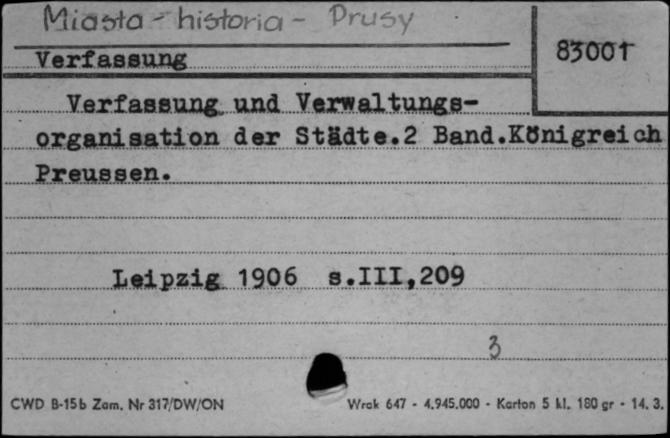 Miasta - historia - Prusy
Verfassung
83001
Verfassung und Verwaltungs-
organisation der Städte.2 Band.Königreich
Preussen.
Leipzig 1906 s.III,209
3
CWD B-15b Zam. Nr 317/DW/ON
Wrak 647 - 4.945.000 - Karton 5 kl. 180 gr - 14. 3.